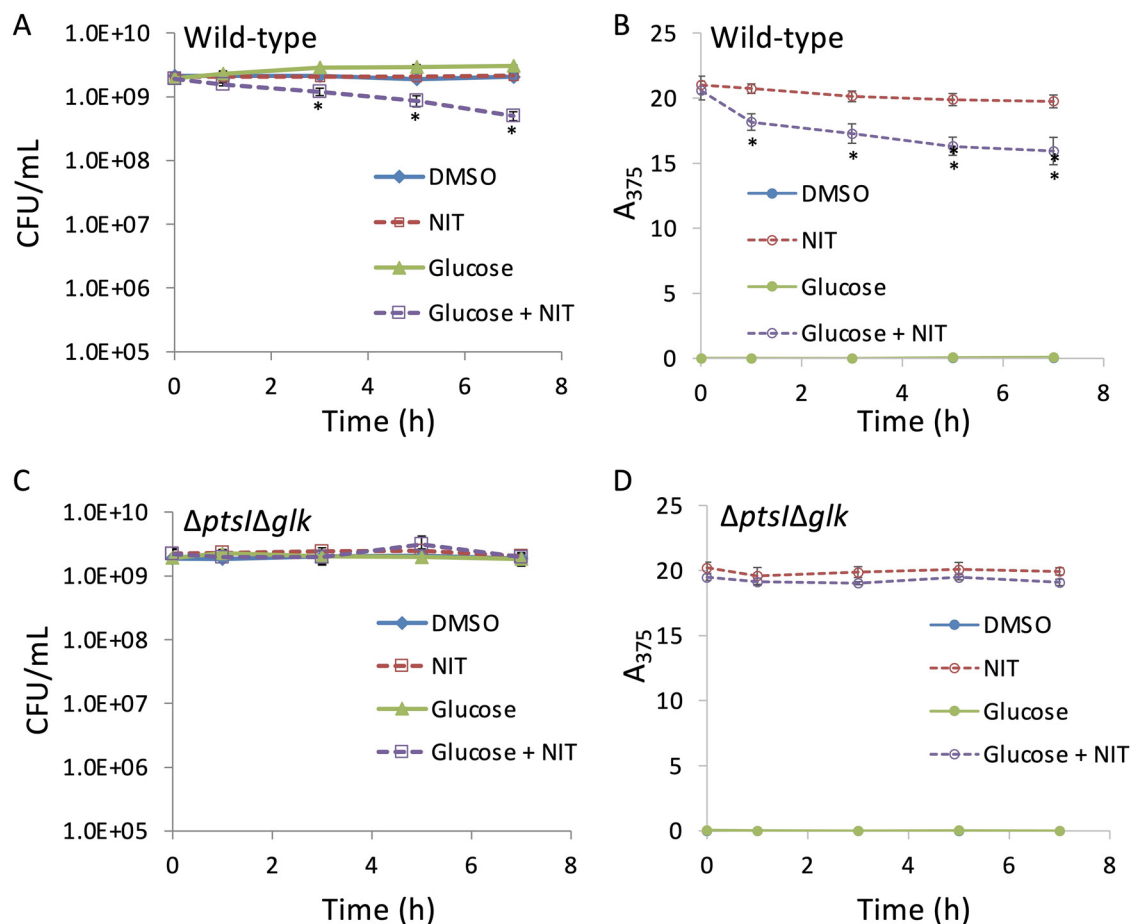 A
Wild-type
1.0E+10
1.0E+09
1.0E+08
1.0E+07
1.0E+06
1.0E+05
CFU/mL
*
*
*
DMSO
NIT
Glucose
Glucose + NIT
0 2 4 6 8
Time (h)
B
Wild-type
25
20
15
10
5
0
A375
*
*
*
*
*
*
DMSO
NIT
Glucose
Glucose + NIT
0 2 4 6 8
Time (h)
C
ΔptsIΔglk
1.0E+10
1.0E+09
1.0E+08
1.0E+07
1.0E+06
1.0E+05
CFU/mL
DMSO
NIT
Glucose
Glucose + NIT
0 2 4 6 8
Time (h)
D
ΔptsIΔglk
25
20
15
10
5
0
A375
DMSO
NIT
Glucose
Glucose + NIT
0 2 4 6 8
Time (h)